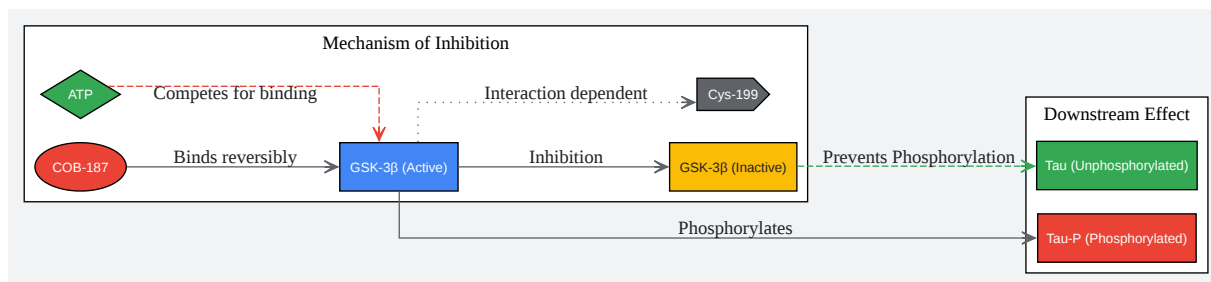 Mechanism of Inhibition
ATP
Competes for binding
Interaction dependent
Cys-199
COB-187
Binds reversibly
GSK-3β (Active)
Inhibition
GSK-3β (Inactive)
Prevents Phosphorylation
Downstream Effect
Tau (Unphosphorylated)
Phosphorylates
Tau-P (Phosphorylated)